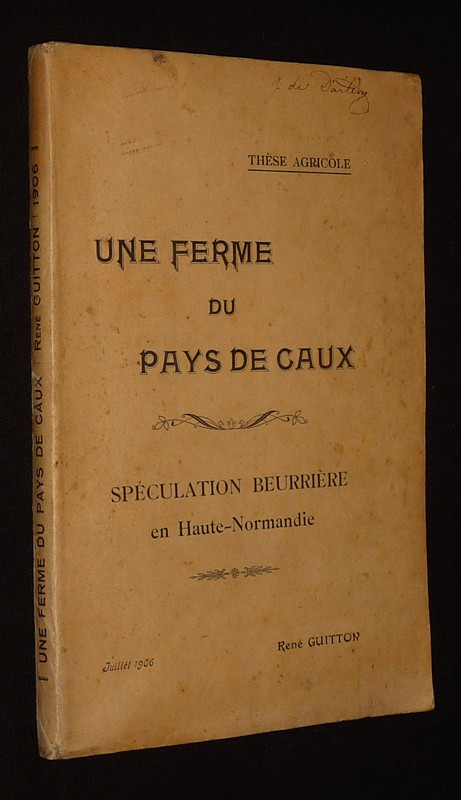 THÈSE AGRICOLE
UNE FERME
DU
PAYS DE CAUX
SPÉCULATION BEURRIÈRE
en Haute-Normandie
René GUITTON
Juillet 1906
UNE FERME DU PAYS DE CAUX RENÉ GUITTON 1906